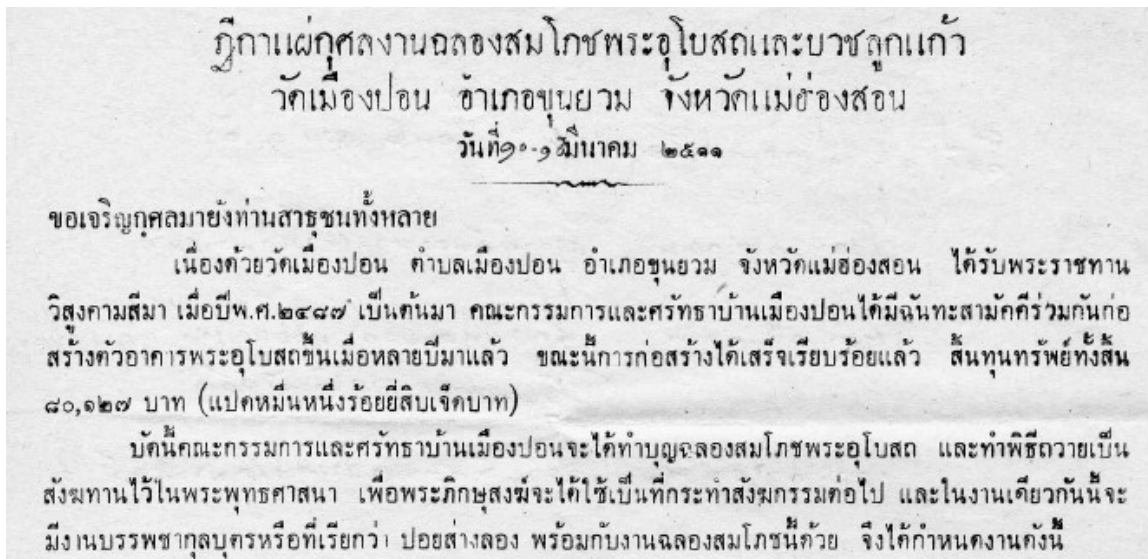 ฎีกาแผ่กุศลงานฉลองสมโภชพระอุโบสถและบวชลูกแก้ว
วัดเมืองปอน อำเภอขุนยวม จังหวัดแม่ฮ่องสอน
วันที่ ๑๐-๑๖ มีนาคม ๒๕๑๑
ขอเจริญกุศลมายังท่านสาธุชนทั้งหลาย
เนื่องด้วยวัดเมืองปอน ตำบลเมืองปอน อำเภอขุนยวม จังหวัดแม่ฮ่องสอน ได้รับพระราชทาน
วิสูงคามสีมา เมื่อปีพ.ศ.๒๔๘๗ เป็นต้นมา คณะกรรมการและศรัทธาบ้านเมืองปอนได้มีฉันทะสามัคคีร่วมกันก่อ
สร้างตัวอาคารพระอุโบสถขึ้นเมื่อหลายปีมาแล้ว ขณะนี้การก่อสร้างได้เสร็จเรียบร้อยแล้ว สิ้นทุนทรัพย์ทั้งสิ้น
๘๐,๑๒๗ บาท (แปดหมื่นหนึ่งร้อยยี่สิบเจ็ดบาท)
บัดนี้คณะกรรมการและศรัทธาบ้านเมืองปอนจะได้ทำบุญฉลองสมโภชพระอุโบสถ และทำพิธีถวายเป็น
สังฆทานไว้ในพระพุทธศาสนา เพื่อพระภิกษุสงฆ์จะได้ใช้เป็นที่กระทำสังฆกรรมต่อไป และในงานเดียวกันนี้จะ
มีงานบรรพชากุลบุตรหรือที่เรียกว่า ปอยส่างลอง พร้อมกับงานฉลองสมโภชนี้ด้วย จึงได้กำหนดงานดังนี้